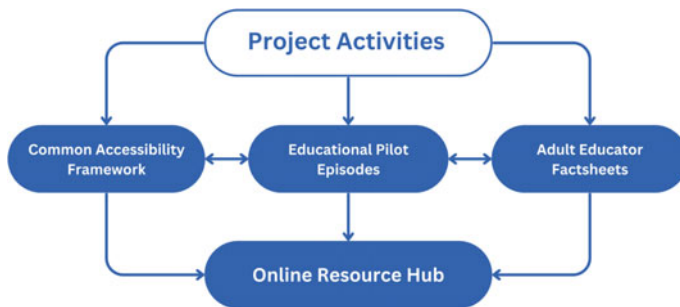 Project Activities
Common Accessibility
Framework
Educational Pilot
Episodes
Adult Educator
Factsheets
Online Resource Hub